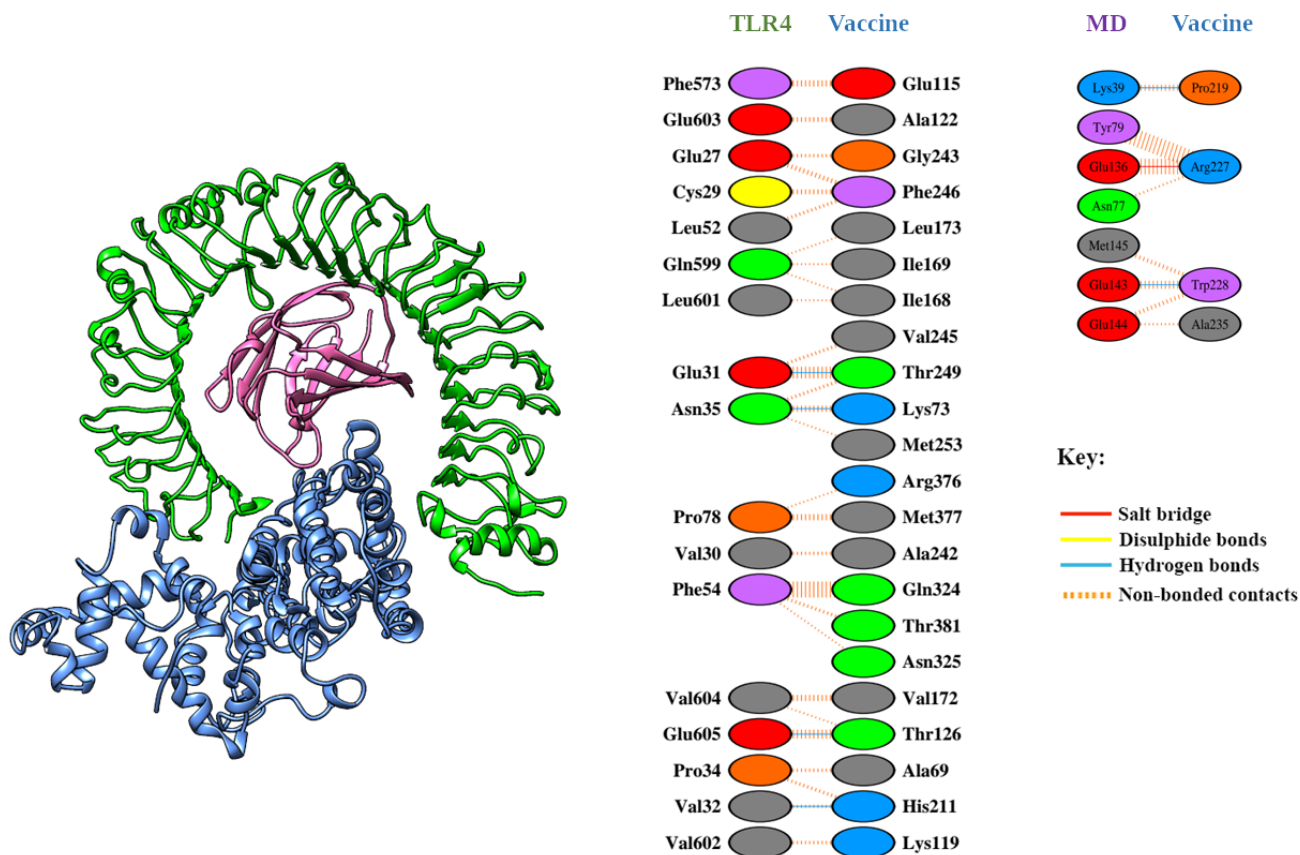 TLR4 Vaccine MD Vaccine
Phe573 Glu115
Glu603 Ala122
Glu27 Gly243
Cys29 Phe246
Leu52 Leu173
Gln599 Ile169
Leu601 Ile168
Val245
Glu31 Thr249
Asn35 Lys73
Met253
Arg376
Pro78 Met377
Val30 Ala242
Phe54 Gln324
Thr381
Asn325
Val604 Val172
Glu605 Thr126
Pro34 Ala69
Val32 His211
Val602 Lys119
Lys39 Pro219
Tyr79
Glu136 Arg227
Asn77
Met145
Glu143 Trp228
Glu144 Ala235
Key:
Salt bridge
Disulphide bonds
Hydrogen bonds
Non-bonded contacts